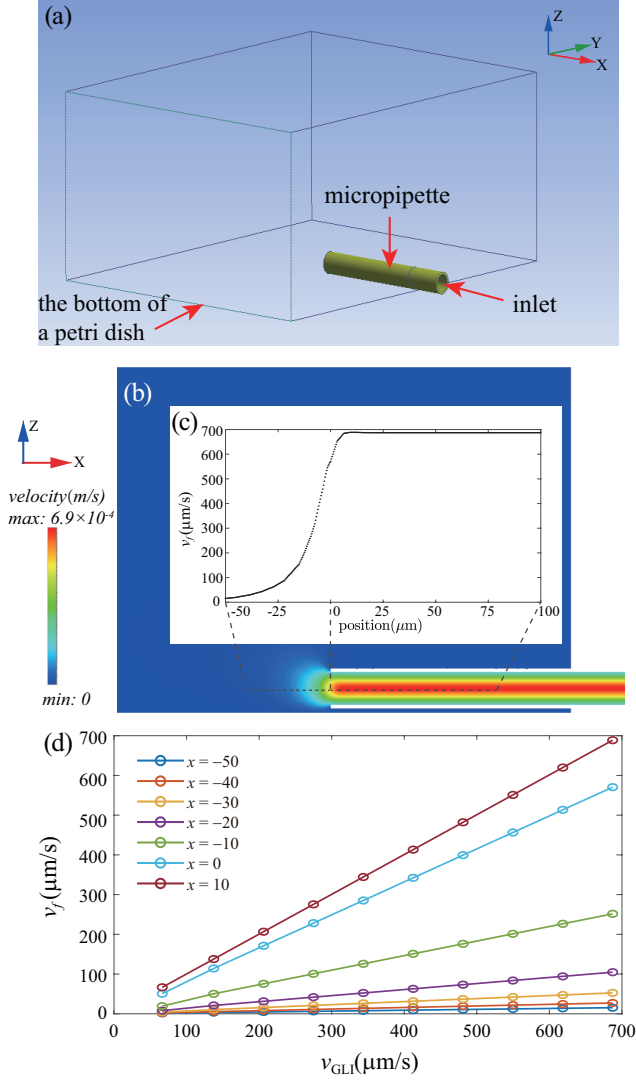 (a)
Z
Y
X
micropipette
inlet
the bottom of
a petri dish
(b)
(c)
Z
X
velocity(m/s)
max: 6.9×10⁻⁴
min: 0
700
600
500
400
300
200
100
0
v_f(μm/s)
-50 -25 0 25 50 75 100
position(μm)
(d)
700
600
500
400
300
200
100
0
v_f(μm/s)
x = −50
x = −40
x = −30
x = −20
x = −10
x = 0
x = 10
0 100 200 300 400 500 600 700
v_GLI(μm/s)